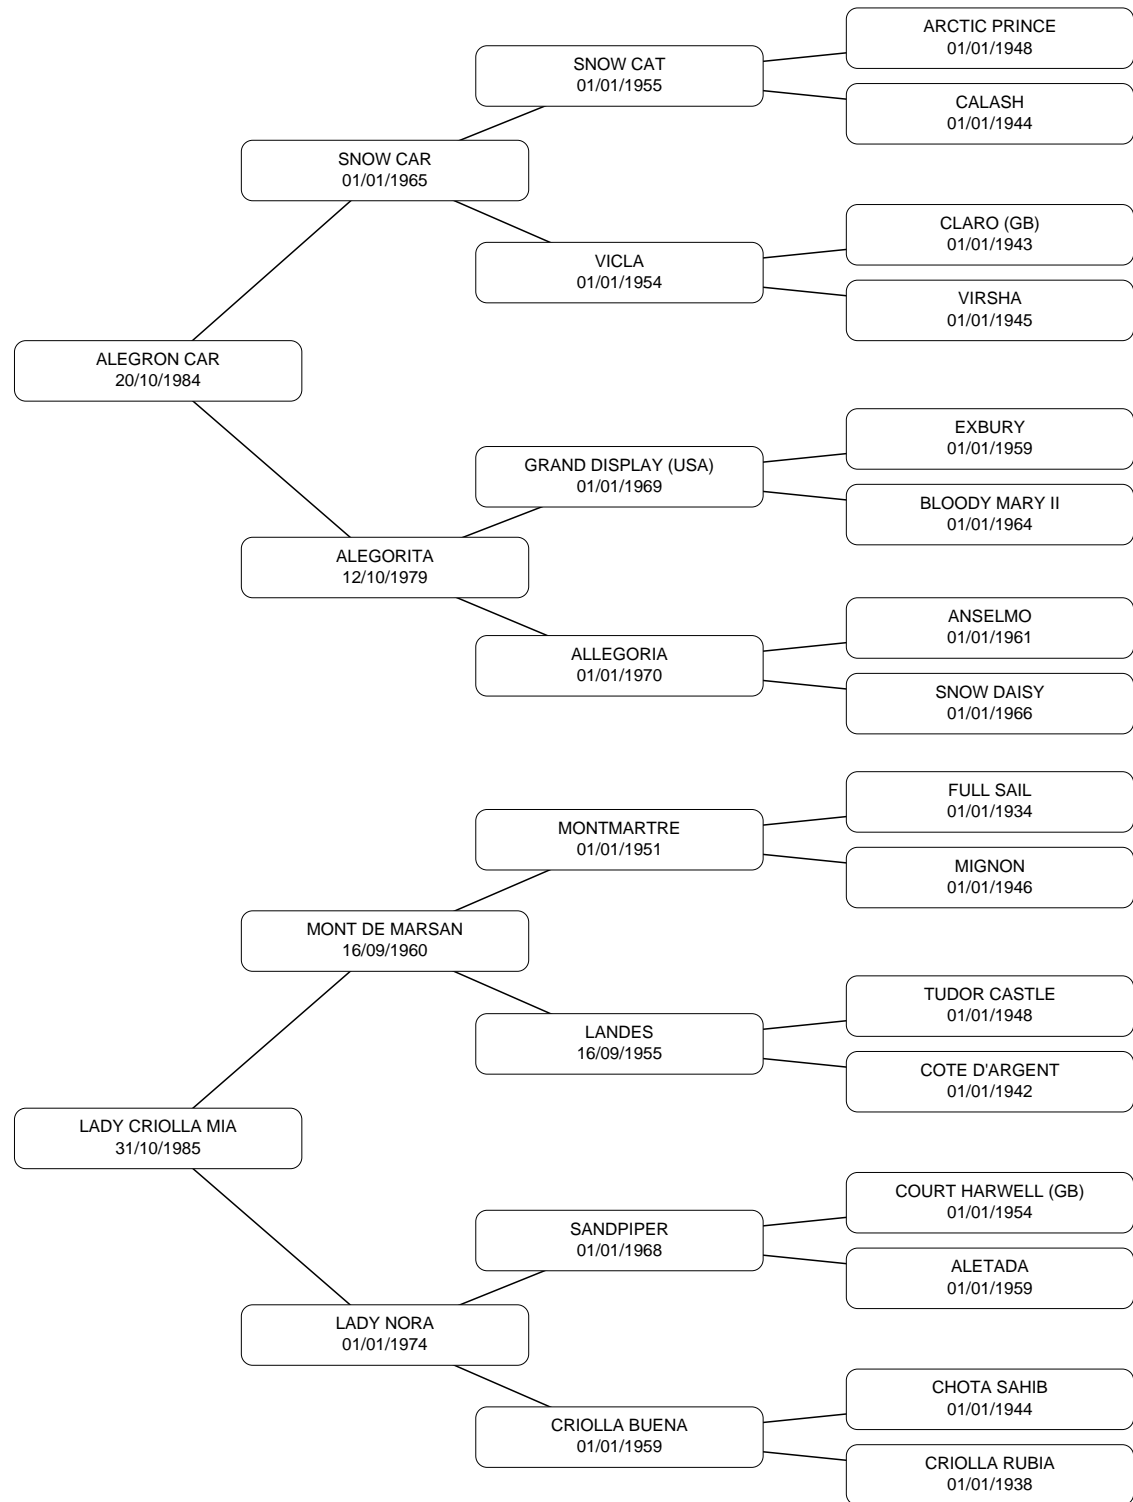 ARCTIC PRINCE
01/01/1948
SNOW CAT
01/01/1955
CALASH
01/01/1944
SNOW CAR
01/01/1965
CLARO (GB)
01/01/1943
VICLA
01/01/1954
VIRSHA
01/01/1945
ALEGRON CAR
20/10/1984
EXBURY
01/01/1959
GRAND DISPLAY (USA)
01/01/1969
BLOODY MARY II
01/01/1964
ALEGORITA
12/10/1979
ANSELMO
01/01/1961
ALLEGORIA
01/01/1970
SNOW DAISY
01/01/1966
FULL SAIL
01/01/1934
MONTMARTRE
01/01/1951
MIGNON
01/01/1946
MONT DE MARSAN
16/09/1960
TUDOR CASTLE
01/01/1948
LANDES
16/09/1955
COTE D'ARGENT
01/01/1942
LADY CRIOLLA MIA
31/10/1985
COURT HARWELL (GB)
01/01/1954
SANDPIPER
01/01/1968
ALETADA
01/01/1959
LADY NORA
01/01/1974
CHOTA SAHIB
01/01/1944
CRIOLLA BUENA
01/01/1959
CRIOLLA RUBIA
01/01/1938